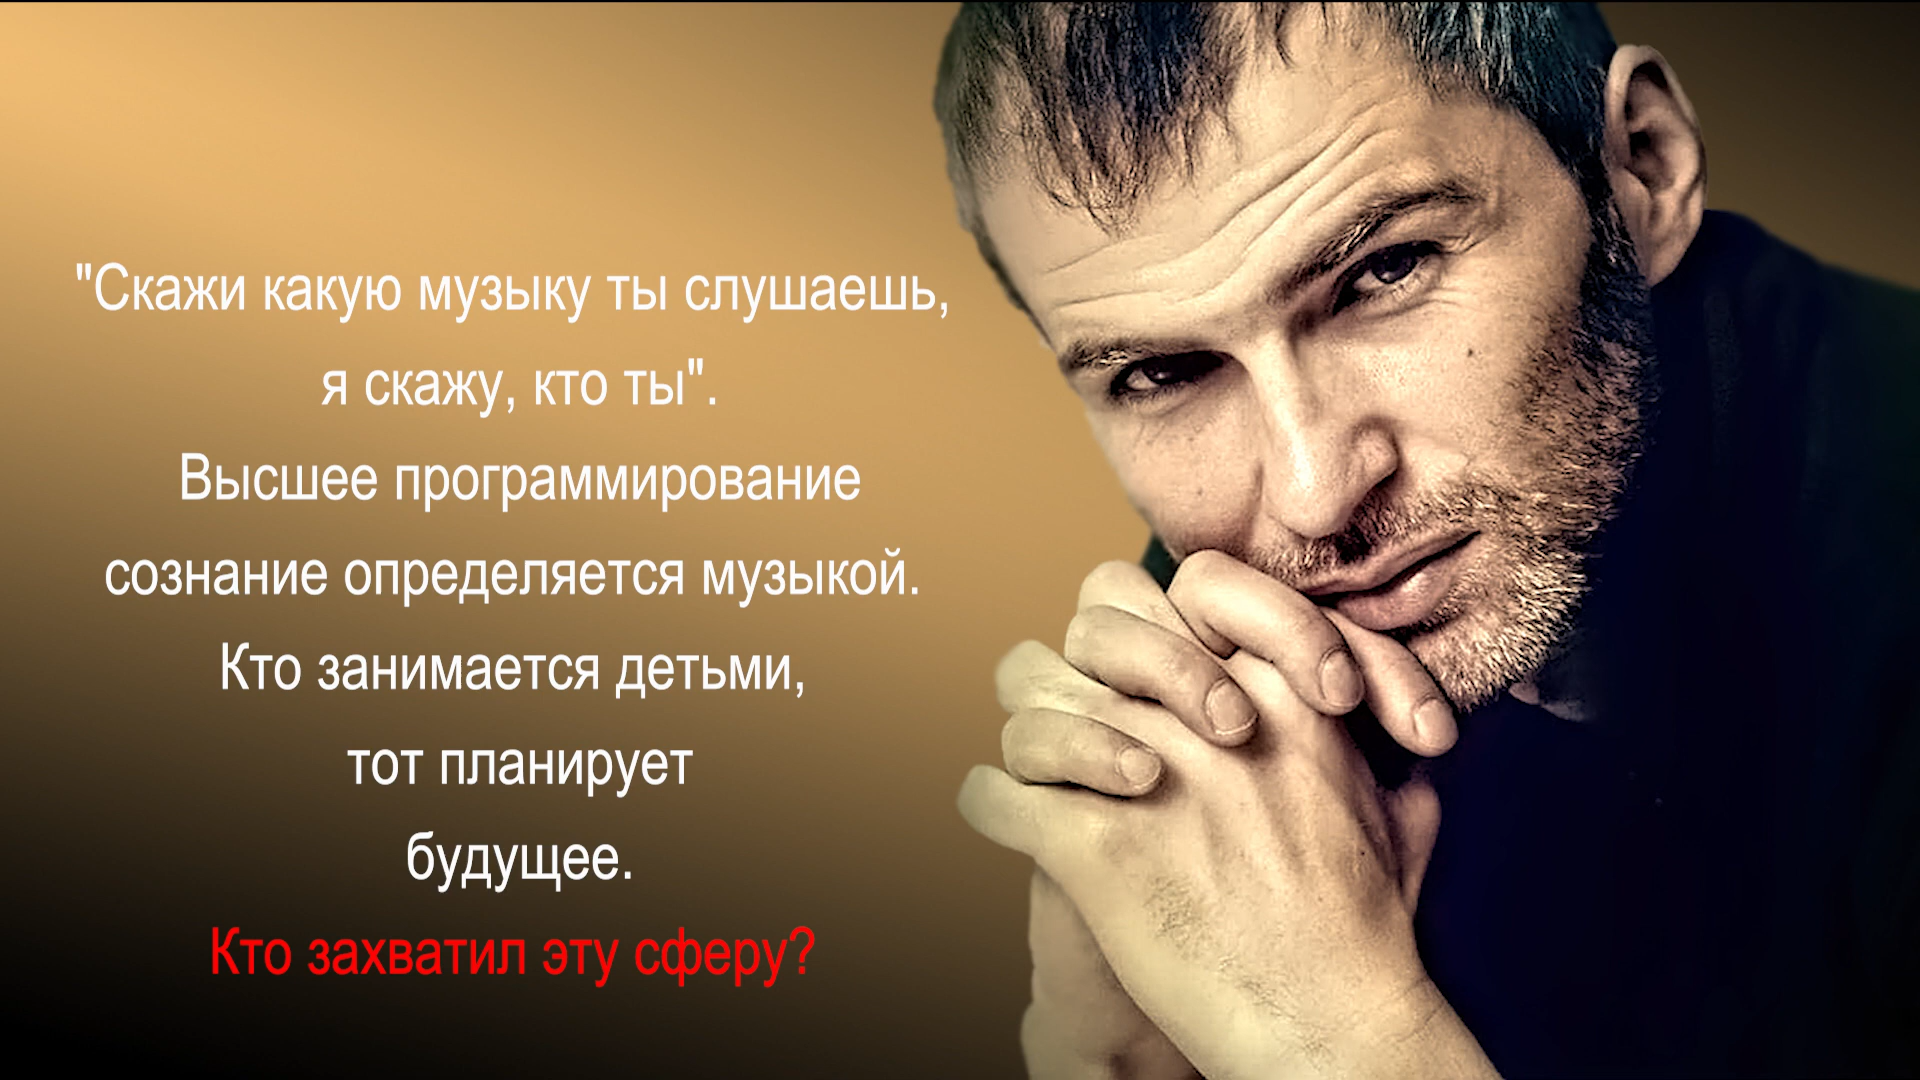 "Скажи какую музыку ты слушаешь,
я скажу, кто ты".
Высшее программирование
сознание определяется музыкой.
Кто занимается детьми,
тот планирует
будущее.
Кто захватил эту сферу?